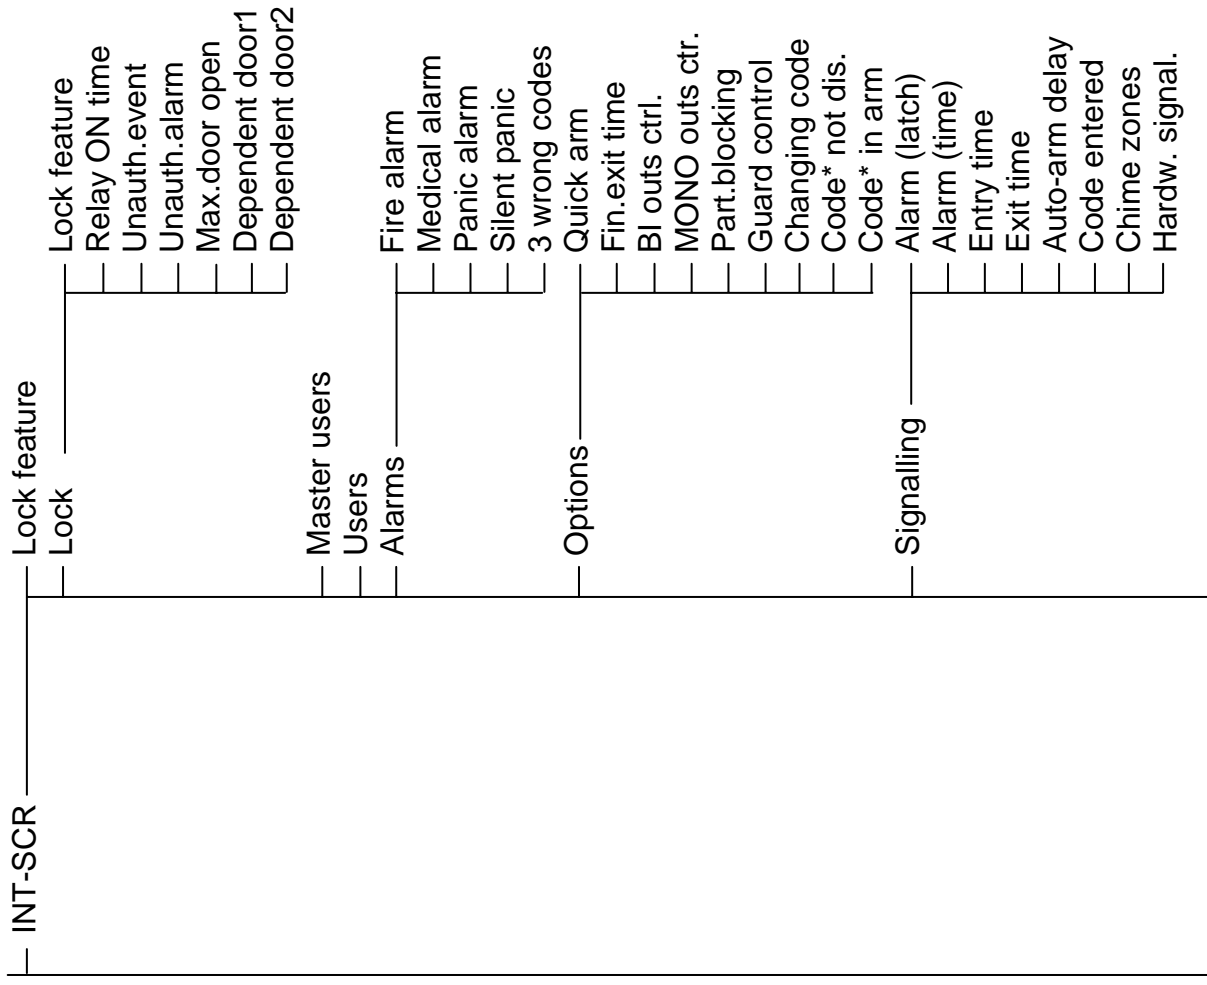 INT-SCR
Lock feature
Lock
Lock feature
Relay ON time
Unauth.event
Unauth.alarm
Max.door open
Dependent door1
Dependent door2
Master users
Users
Alarms
Fire alarm
Medical alarm
Panic alarm
Silent panic
3 wrong codes
Options
Quick arm
Fin.exit time
BI outs ctrl.
MONO outs ctr.
Part.blocking
Guard control
Changing code
Code* not dis.
Code* in arm
Signalling
Alarm (latch)
Alarm (time)
Entry time
Exit time
Auto-arm delay
Code entered
Chime zones
Hardw. signal.